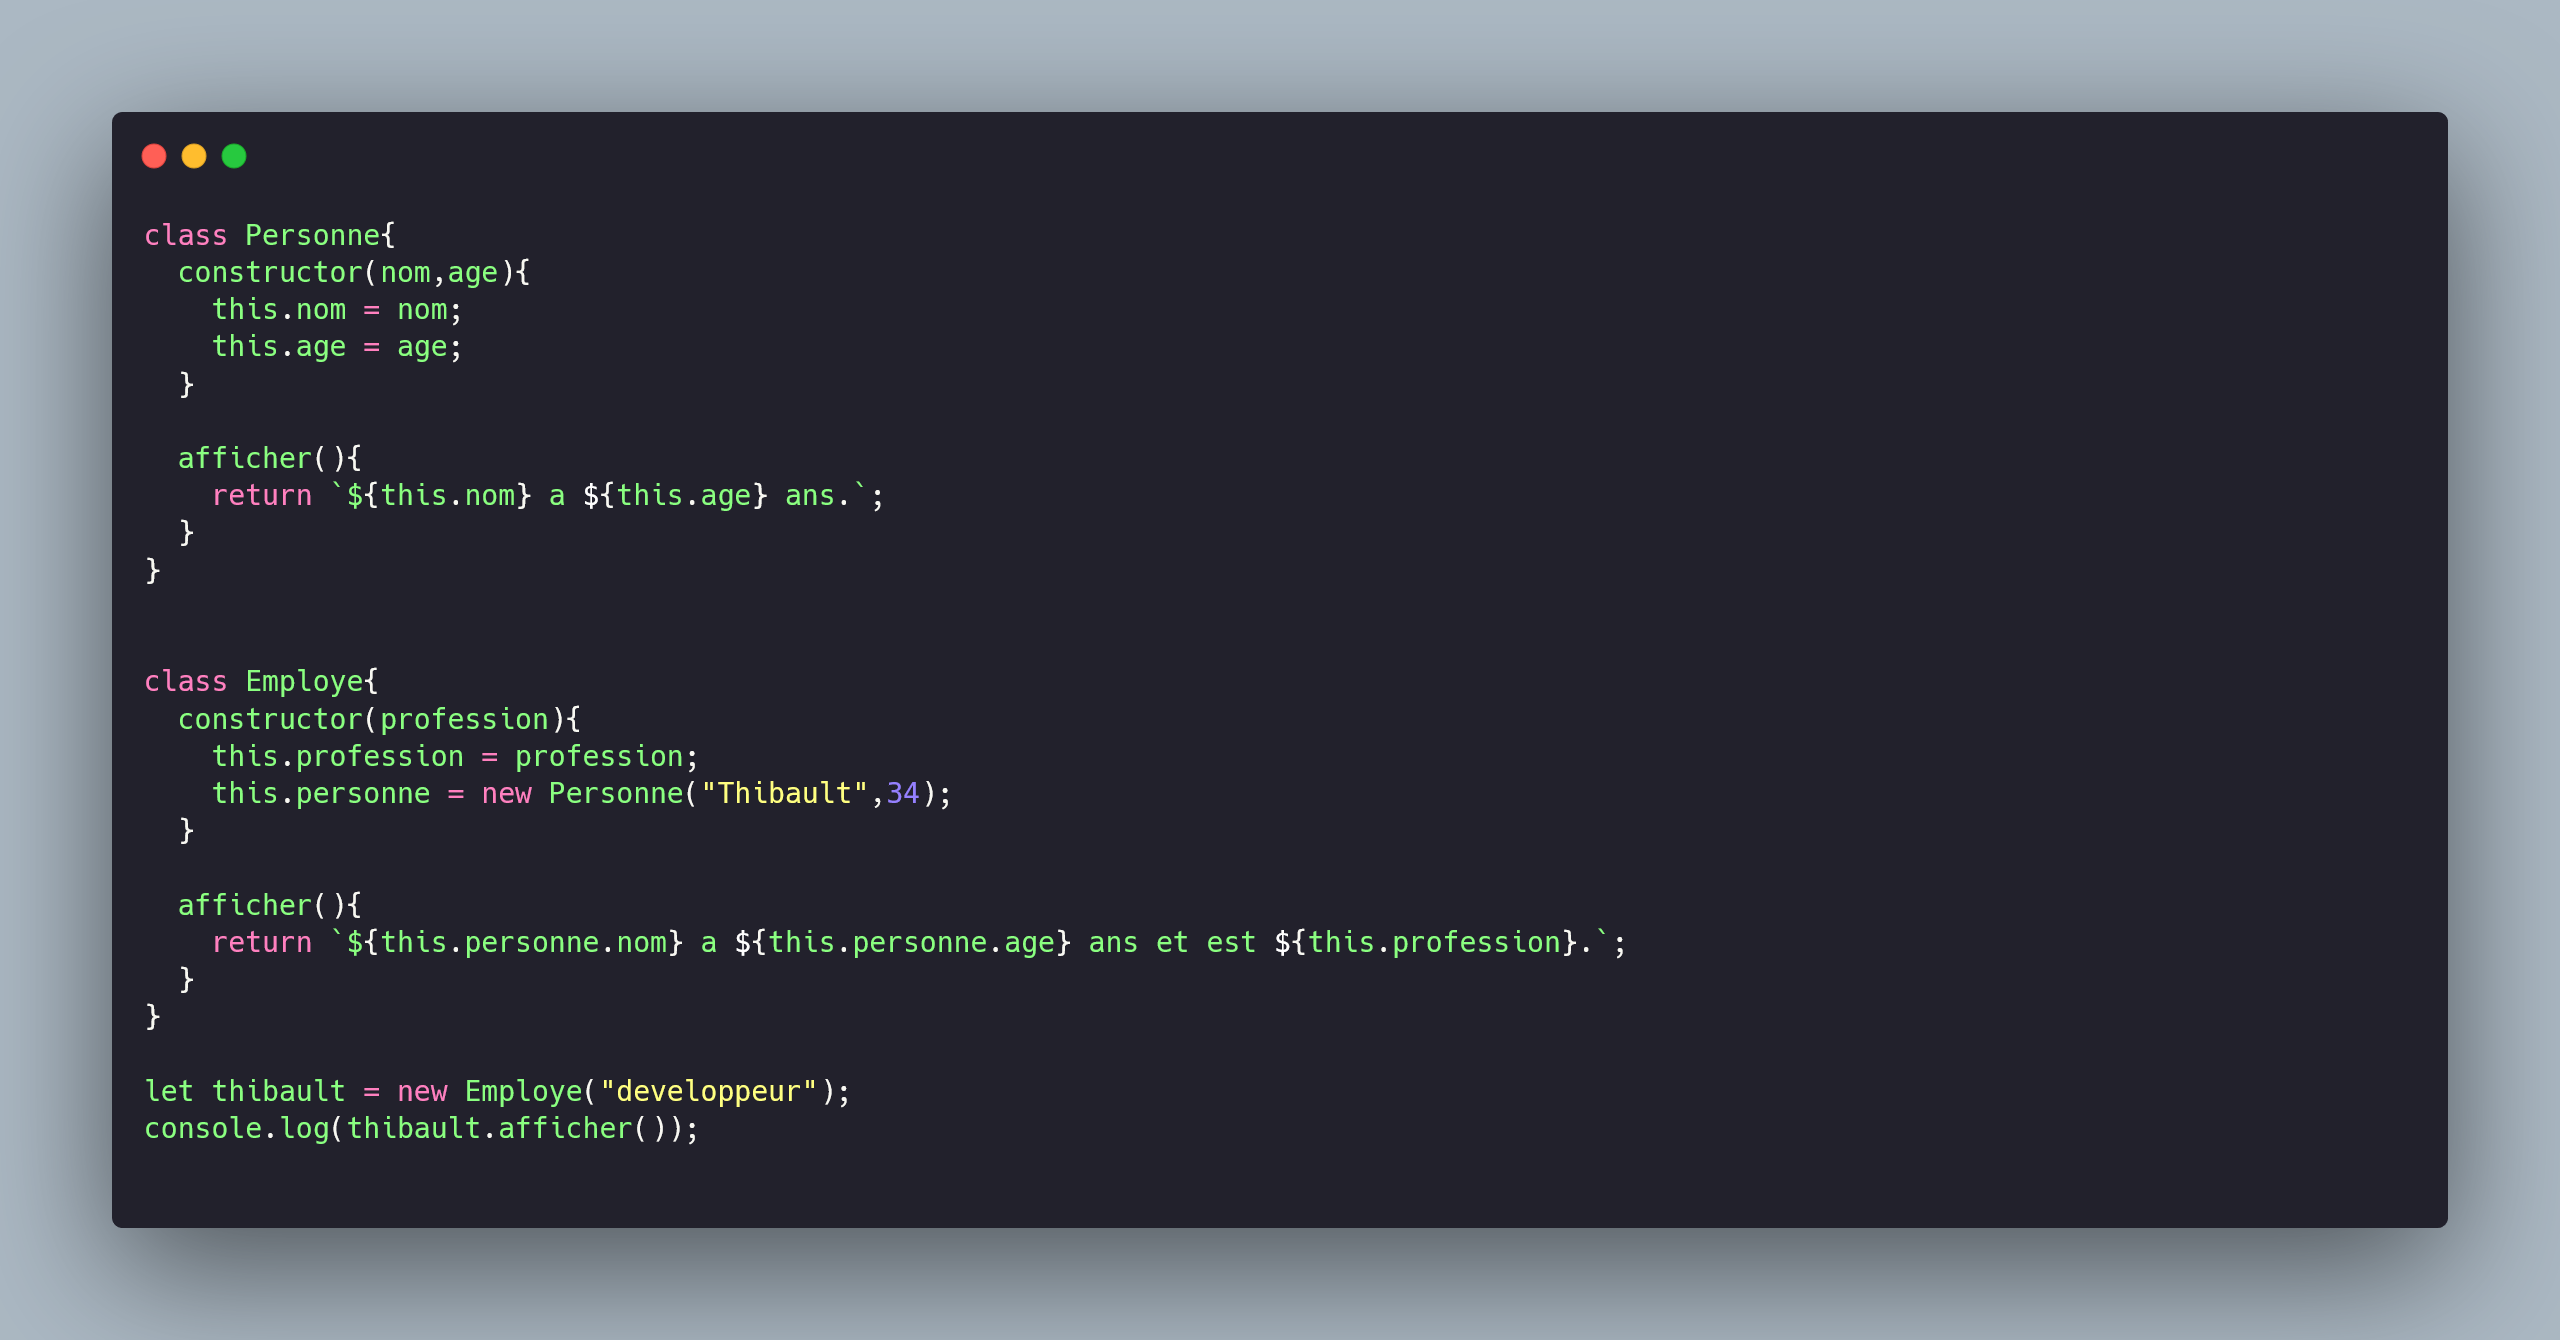 class Personne{
  constructor(nom,age){
    this.nom = nom;
    this.age = age;
  }

  afficher(){
    return `${this.nom} a ${this.age} ans.`;
  }
}


class Employe{
  constructor(profession){
    this.profession = profession;
    this.personne = new Personne("Thibault",34);
  }

  afficher(){
    return `${this.personne.nom} a ${this.personne.age} ans et est ${this.profession}.`;
  }
}

let thibault = new Employe("developpeur");
console.log(thibault.afficher());